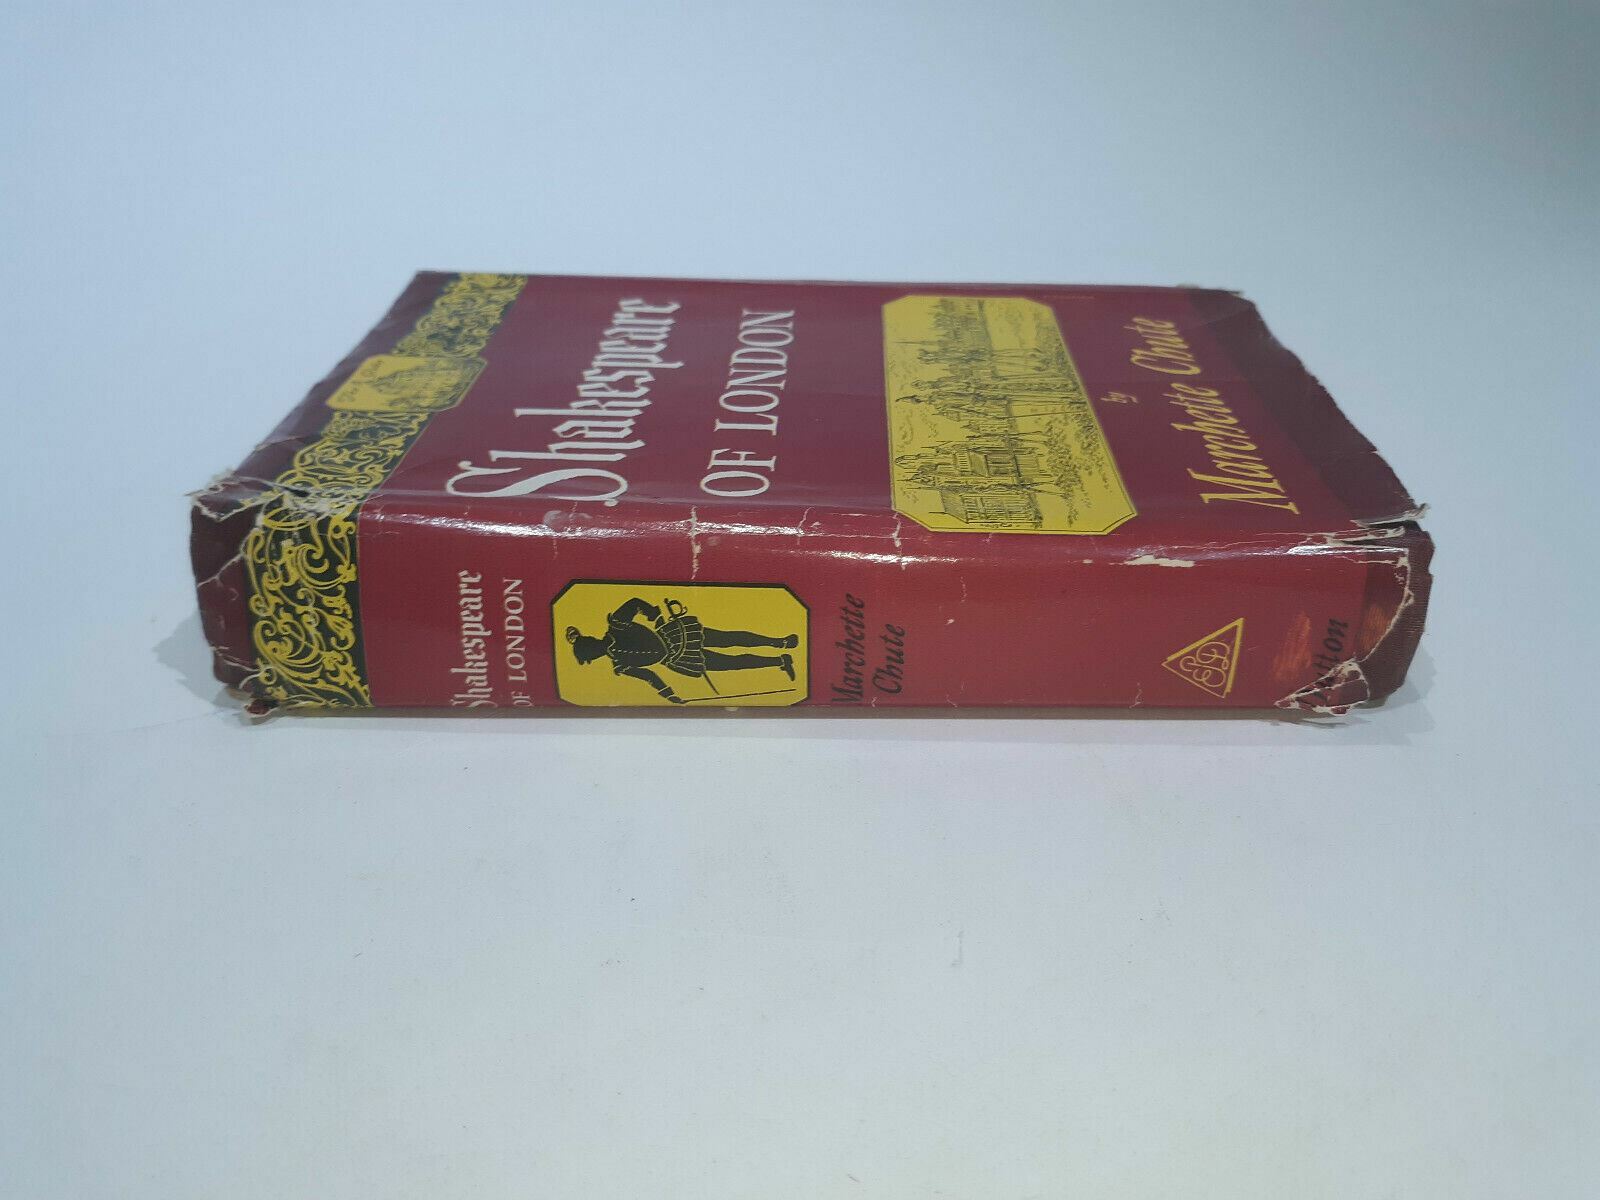 Shakespeare
OF LONDON
by
Marchette Chute
Shakespeare
OF LONDON
Marchette
Chute